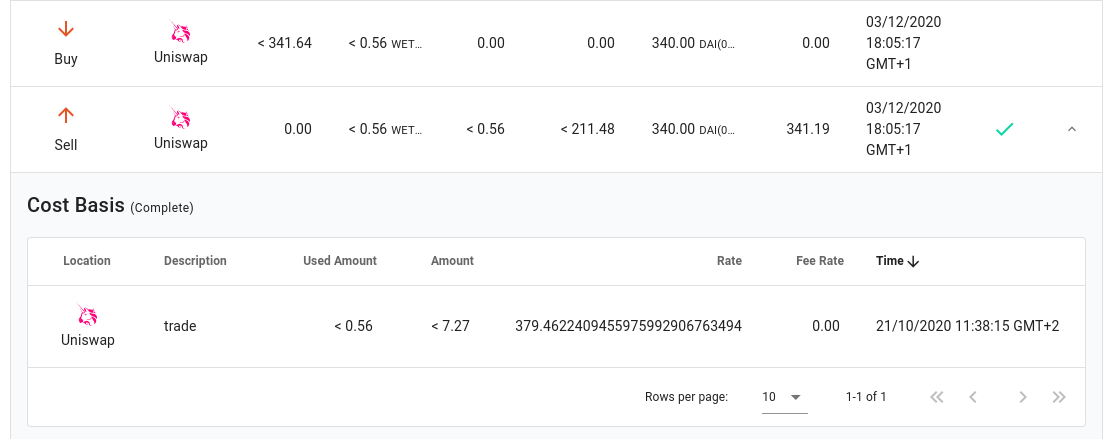 Buy
Uniswap
< 341.64
< 0.56 WET…
0.00
0.00
340.00 DAI(0…
0.00
03/12/2020
18:05:17
GMT+1
Sell
Uniswap
0.00
< 0.56 WET…
< 0.56
< 211.48
340.00 DAI(0…
341.19
03/12/2020
18:05:17
GMT+1
Cost Basis (Complete)
Location Description Used Amount Amount Rate Fee Rate Time
Uniswap
trade
< 0.56
< 7.27
379.4622409455975992906763494
0.00
21/10/2020 11:38:15 GMT+2
Rows per page: 10 1-1 of 1